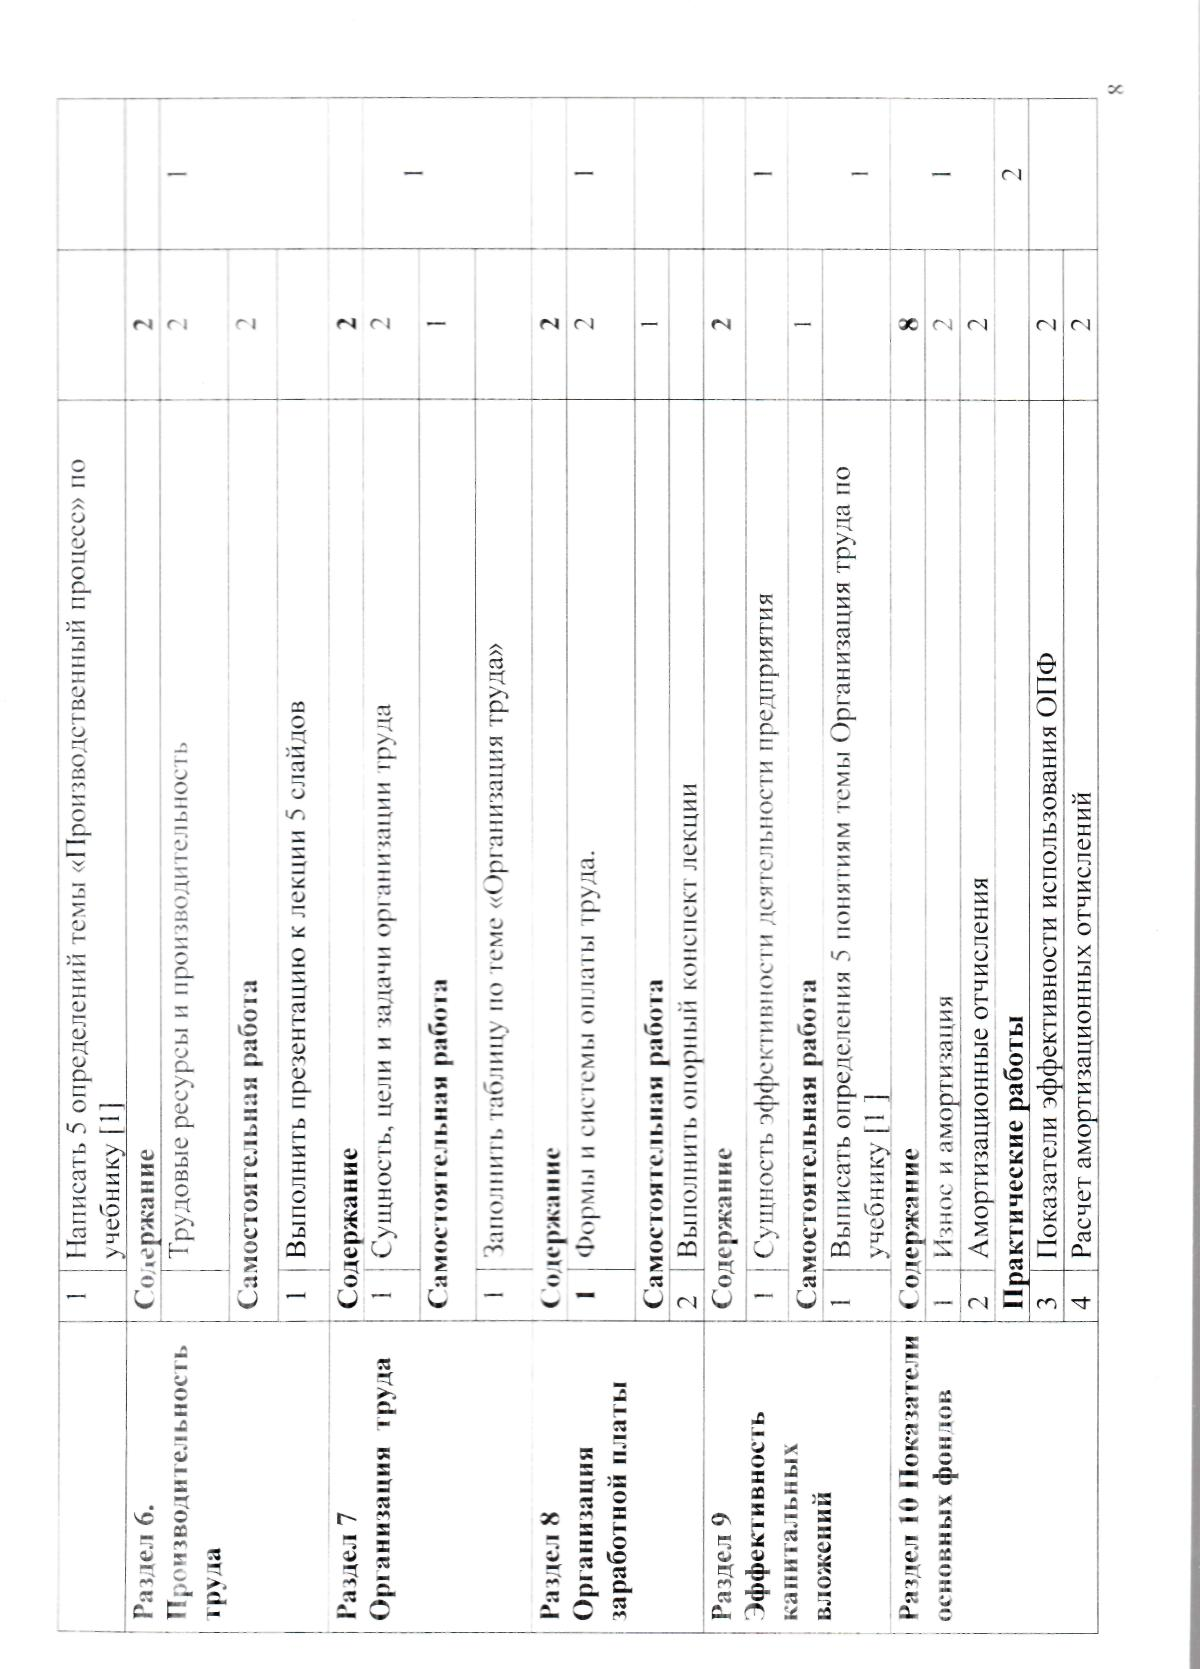 1 Написать 5 определений темы «Производственный процесс» по
учебнику [1]
Раздел 6.
Производительность
труда
Содержание 2
Трудовые ресурсы и производительность 2 1
Самостоятельная работа 2
1 Выполнить презентацию к лекции 5 слайдов
Раздел 7
Организация труда
Содержание 2
1 Сущность, цели и задачи организации труда 2 1
Самостоятельная работа 1
1 Заполнить таблицу по теме «Организация труда»
Раздел 8
Организация
заработной платы
Содержание 2
1 Формы и системы оплаты труда. 2 1
Самостоятельная работа 1
2 Выполнить опорный конспект лекции
Раздел 9
Эффективность
капитальных
вложений
Содержание 2
1 Сущность эффективности деятельности предприятия 1
Самостоятельная работа 1
1 Выписать определения 5 понятиям темы Организация труда по 1
учебнику [1 ]
Раздел 10 Показатели
основных фондов
Содержание 8
1 Износ и амортизация 2 1
2 Амортизационные отчисления 2
Практические работы 2
3 Показатели эффективности использования ОПФ 2
4 Расчет амортизационных отчислений 2
8